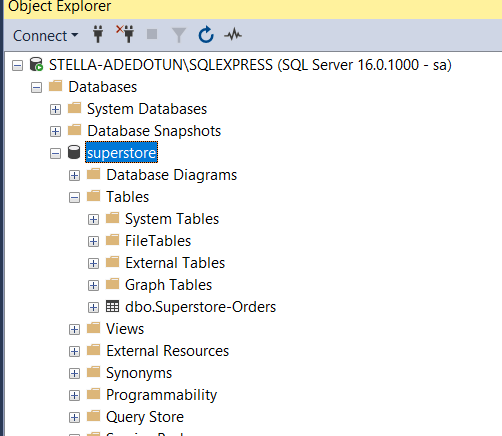 Object Explorer
Connect
STELLA-ADEDOTUN\SQLEXPRESS (SQL Server 16.0.1000 - sa)
Databases
System Databases
Database Snapshots
superstore
Database Diagrams
Tables
System Tables
FileTables
External Tables
Graph Tables
dbo.Superstore-Orders
Views
External Resources
Synonyms
Programmability
Query Store